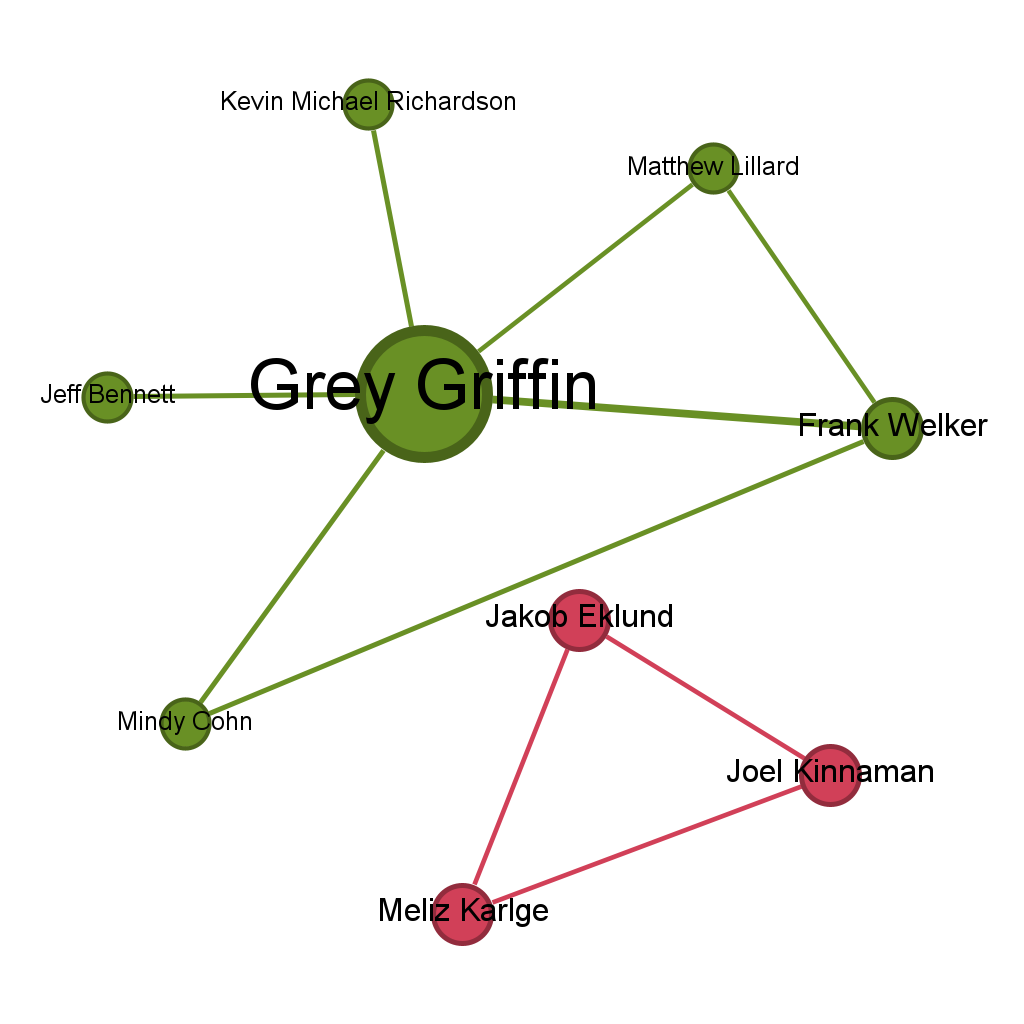 Kevin Michael Richardson
Matthew Lillard
Grey Griffin
Jeff Bennett
Frank Welker
Jakob Eklund
Mindy Cohn
Joel Kinnaman
Meliz Karlge